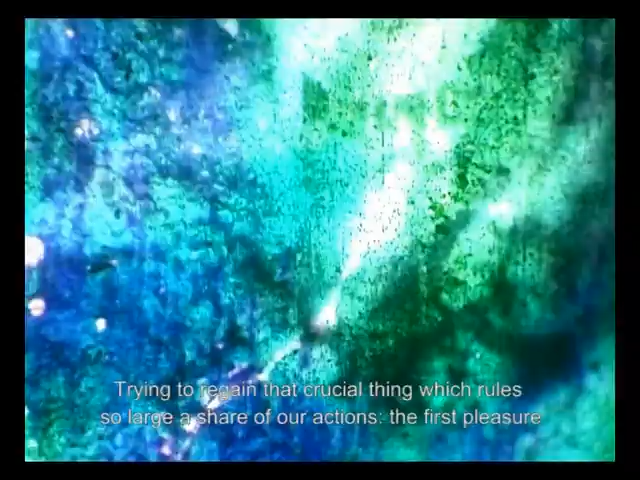 Trying to regain that crucial thing which rules
so large a share of our actions: the first pleasure